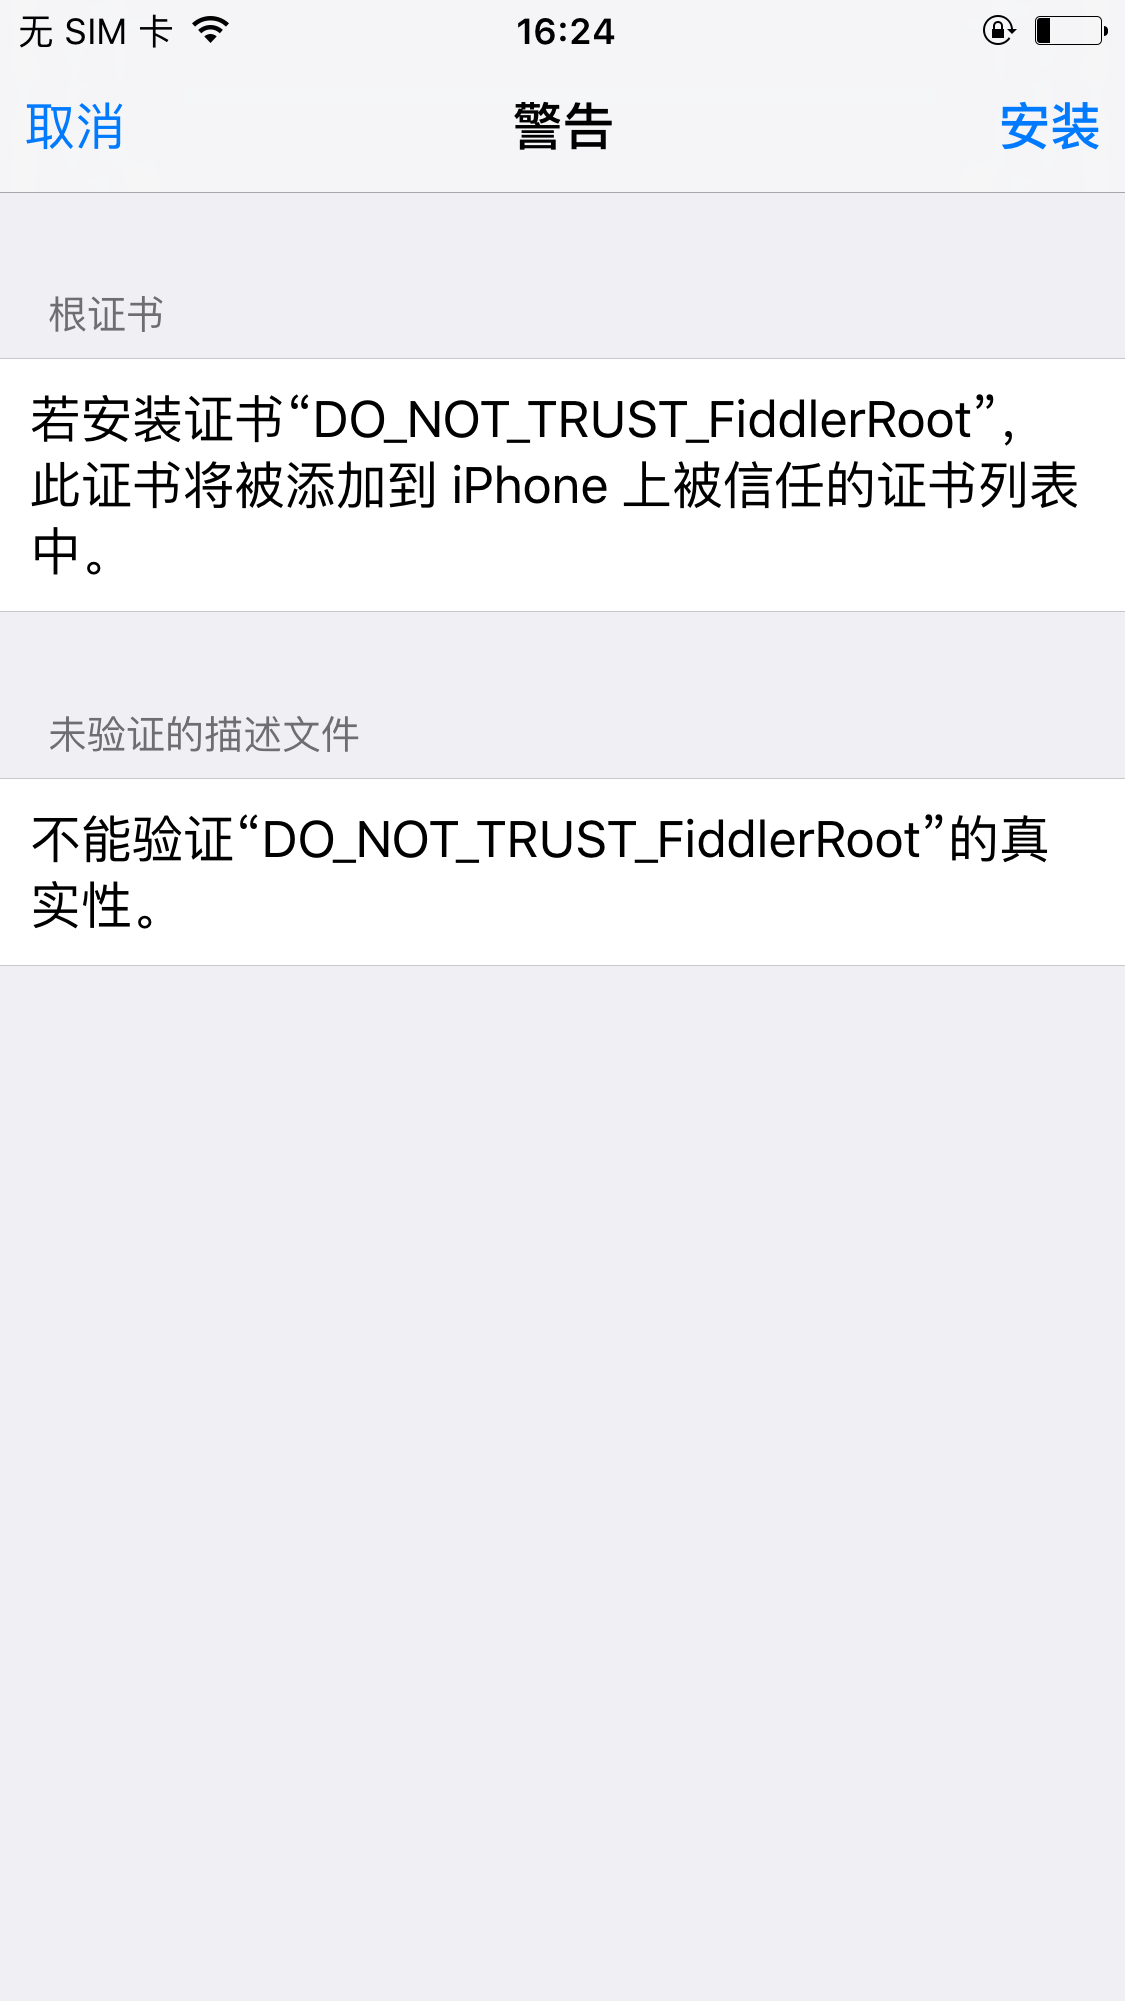 无 SIM 卡 16:24
取消 警告 安装
根证书
若安装证书“DO_NOT_TRUST_FiddlerRoot”,
此证书将被添加到 iPhone 上被信任的证书列表
中。
未验证的描述文件
不能验证“DO_NOT_TRUST_FiddlerRoot”的真
实性。